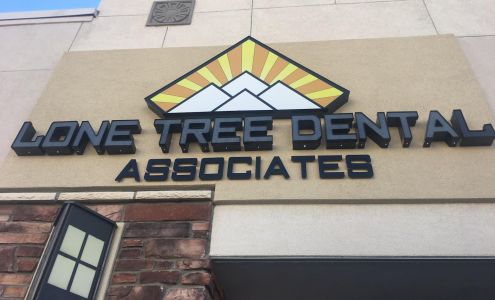 LONE TREE DENTAL
ASSOCIATES